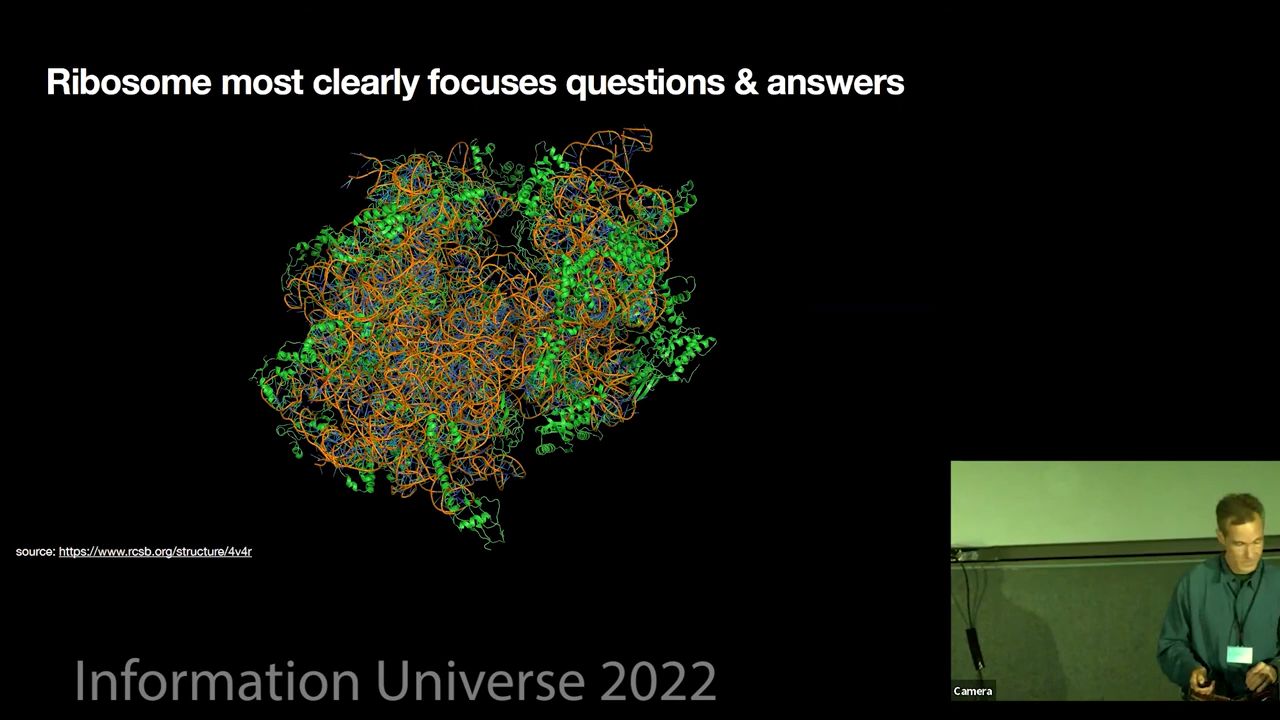 Ribosome most clearly focuses questions & answers
source: https://www.rcsb.org/structure/4v4r
Information Universe 2022
Camera